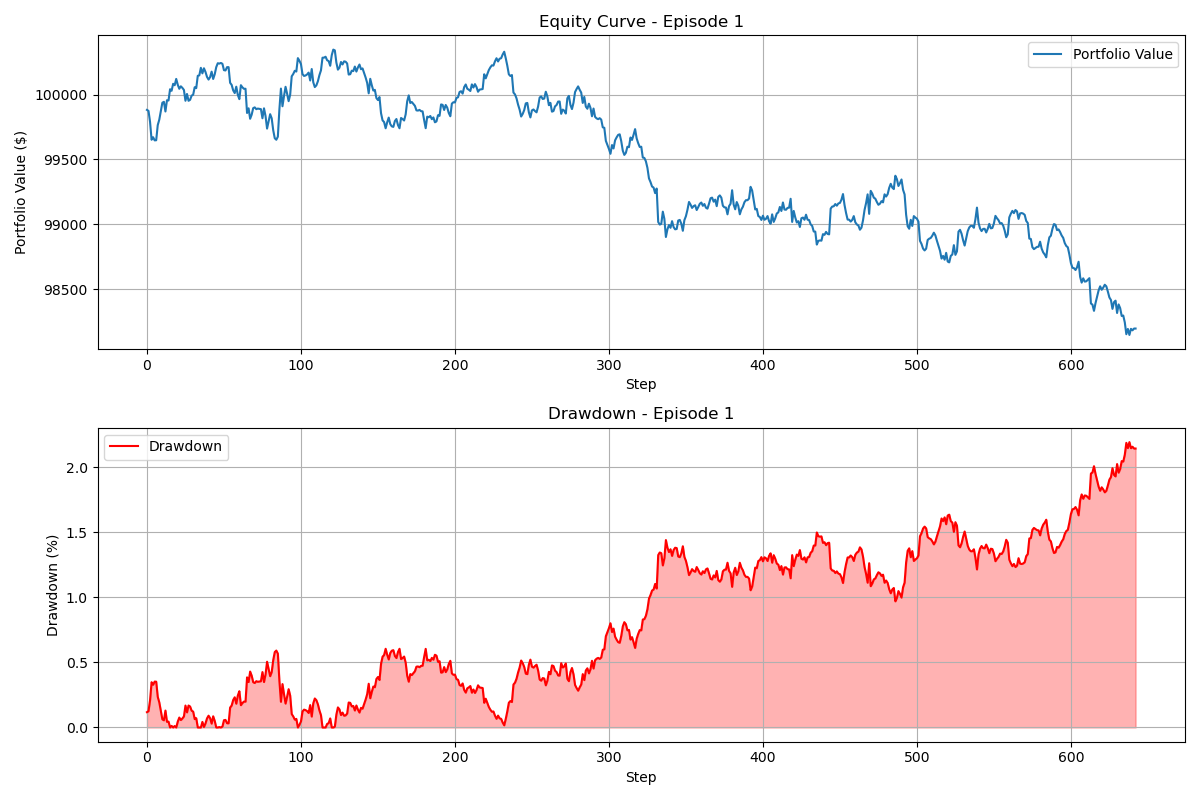 Equity Curve - Episode 1
Portfolio Value
Portfolio Value ($)
100000
99500
99000
98500
0 100 200 300 400 500 600
Step
Drawdown - Episode 1
Drawdown
Drawdown (%)
2.0
1.5
1.0
0.5
0.0
0 100 200 300 400 500 600
Step